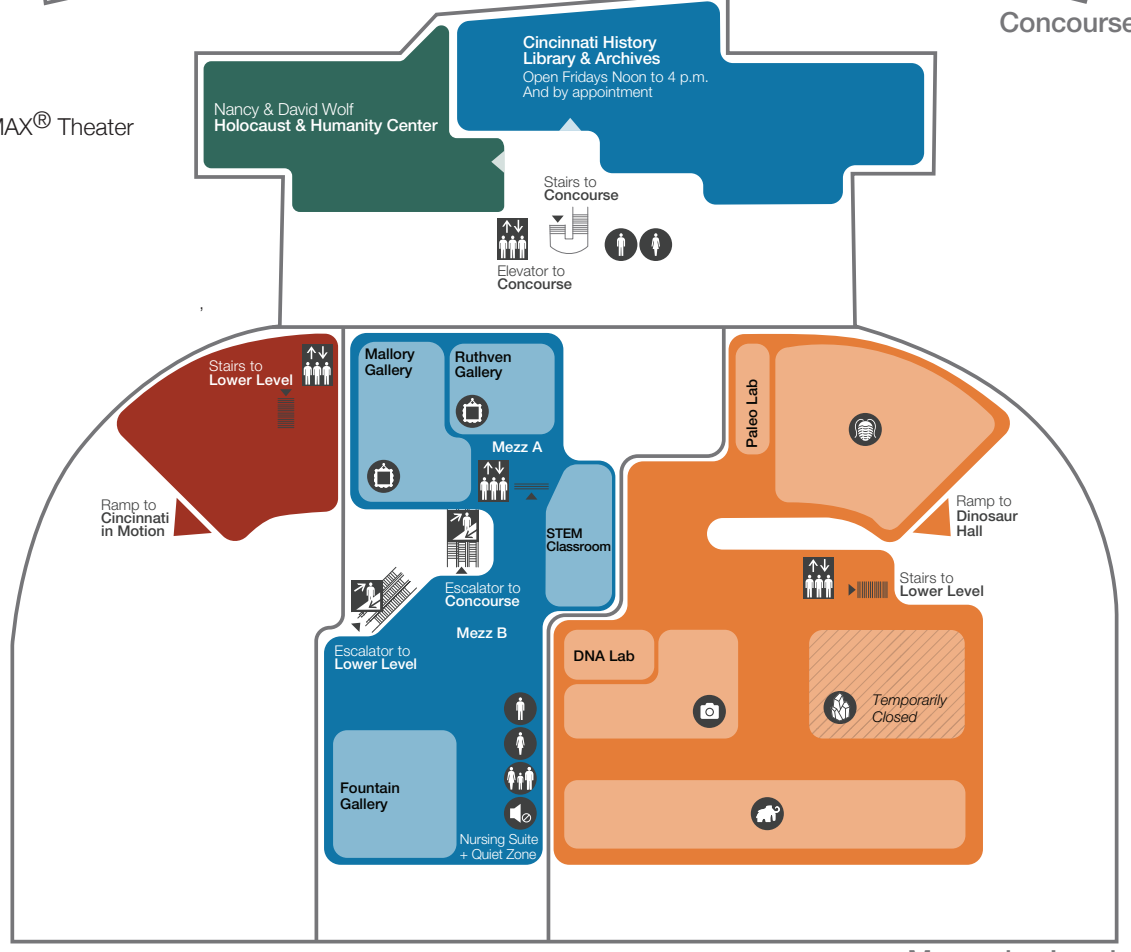 Concourse
Cincinnati History
Library & Archives
Open Fridays Noon to 4 p.m.
And by appointment
Nancy & David Wolf
Holocaust & Humanity Center
MAX® Theater
Stairs to
Concourse
Elevator to
Concourse
,
Stairs to
Lower Level
Mallory
Gallery
Ruthven
Gallery
Mezz A
Paleo Lab
Ramp to
Cincinnati
in Motion
Ramp to
Dinosaur
Hall
STEM
Classroom
Escalator to
Concourse
Stairs to
Lower Level
Mezz B
Escalator to
Lower Level
DNA Lab
Temporarily
Closed
Fountain
Gallery
Nursing Suite
+ Quiet Zone